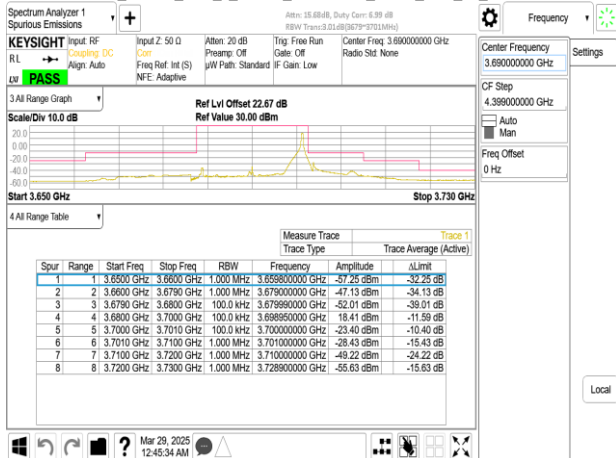 Spectrum Analyzer 1
Spurious Emissions
Attn: 15.68dB, Duty Corr: 6.99 dB
RBW Trans:3.01dB(3679~3701MHz)
Frequency
KEYSIGHT
Input: RF
Coupling: DC
Align: Auto
Input Z: 50 Ω
Corr
Freq Ref: Int (S)
NFE: Adaptive
Atten: 20 dB
Preamp: Off
µW Path: Standard
Trig: Free Run
Gate: Off
IF Gain: Low
Center Freq: 3.690000000 GHz
Radio Std: None
RL
LXI
PASS
Center Frequency
3.690000000 GHz
Settings
CF Step
4.399000000 GHz
Auto
Man
Freq Offset
0 Hz
3 All Range Graph
Scale/Div 10.0 dB
Ref Lvl Offset 22.67 dB
Ref Value 30.00 dBm
20.0
0.00
-20.0
-40.0
-60.0
Start 3.650 GHz
Stop 3.730 GHz
4 All Range Table
Measure Trace Trace 1
Trace Type Trace Average (Active)
Spur Range Start Freq Stop Freq RBW Frequency Amplitude ΔLimit
1 1 3.6500 GHz 3.6600 GHz 1.000 MHz 3.659800000 GHz -57.25 dBm -32.25 dB
2 2 3.6600 GHz 3.6790 GHz 1.000 MHz 3.679000000 GHz -47.13 dBm -34.13 dB
3 3 3.6790 GHz 3.6800 GHz 100.0 kHz 3.679990000 GHz -52.01 dBm -39.01 dB
4 4 3.6800 GHz 3.7000 GHz 100.0 kHz 3.698950000 GHz 18.41 dBm -11.59 dB
5 5 3.7000 GHz 3.7010 GHz 100.0 kHz 3.700000000 GHz -23.40 dBm -10.40 dB
6 6 3.7010 GHz 3.7100 GHz 1.000 MHz 3.701000000 GHz -28.43 dBm -15.43 dB
7 7 3.7100 GHz 3.7200 GHz 1.000 MHz 3.710000000 GHz -49.22 dBm -24.22 dB
8 8 3.7200 GHz 3.7300 GHz 1.000 MHz 3.728900000 GHz -55.63 dBm -15.63 dB
Local
?
Mar 29, 2025
12:45:34 AM